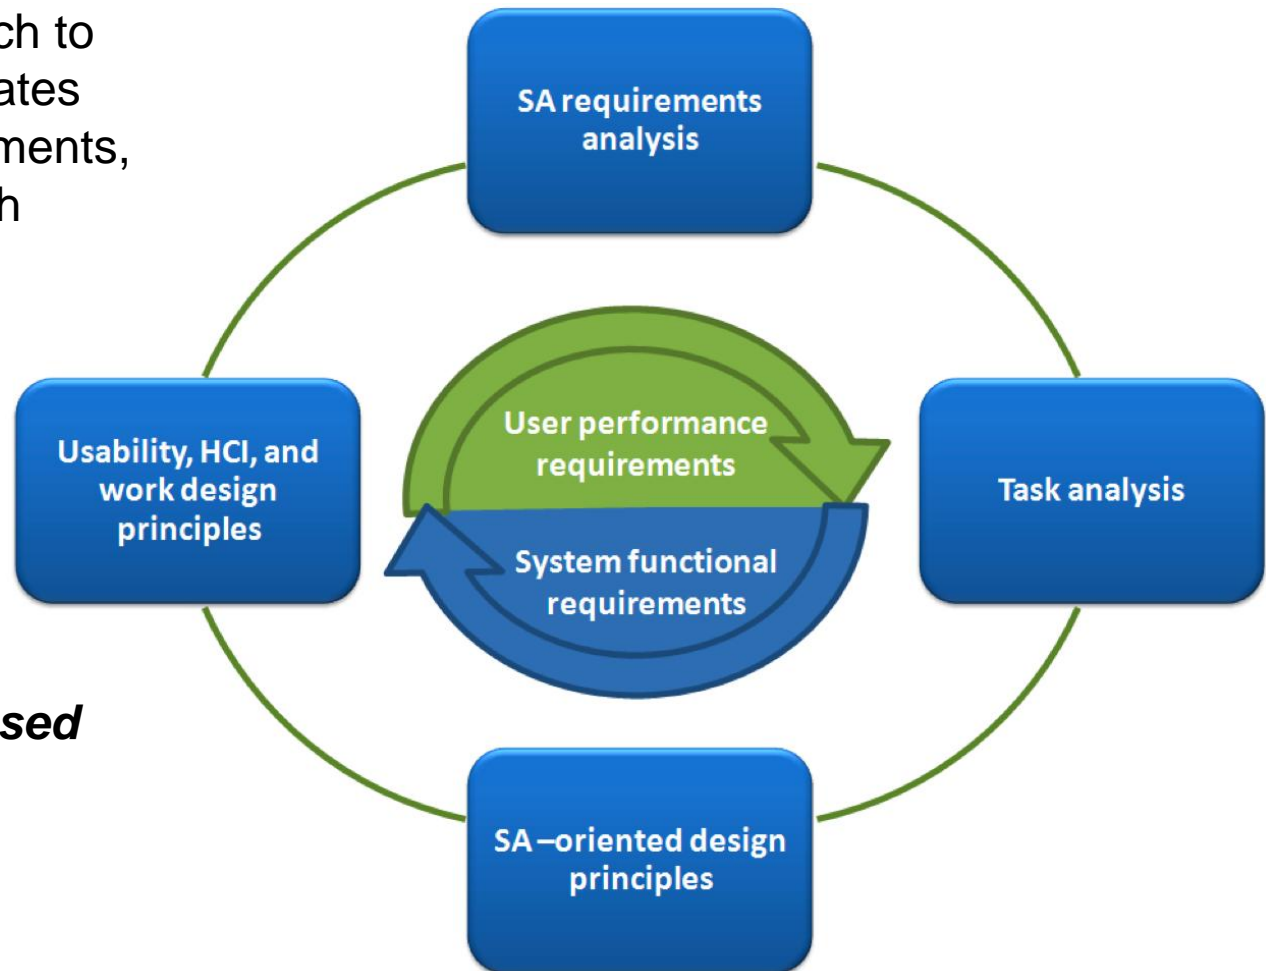 ch to
ates
ments,
h
sed
SA requirements
analysis
Usability, HCI, and
work design
principles
User performance
requirements
System functional
requirements
Task analysis
SA –oriented design
principles